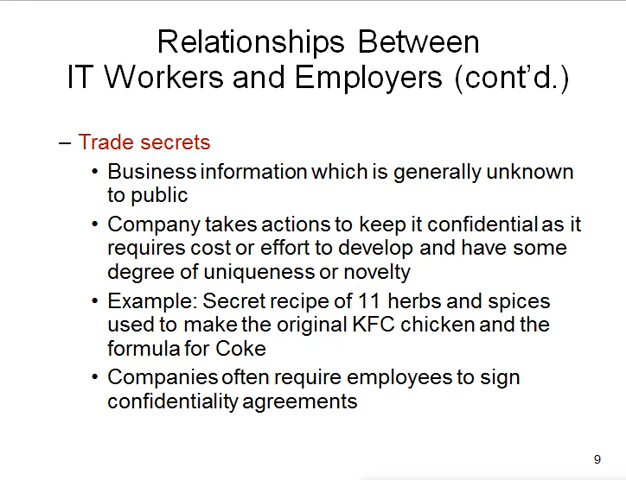 Relationships Between
IT Workers and Employers (cont'd.)
– Trade secrets
• Business information which is generally unknown
to public
• Company takes actions to keep it confidential as it
requires cost or effort to develop and have some
degree of uniqueness or novelty
• Example: Secret recipe of 11 herbs and spices
used to make the original KFC chicken and the
formula for Coke
• Companies often require employees to sign
confidentiality agreements
9